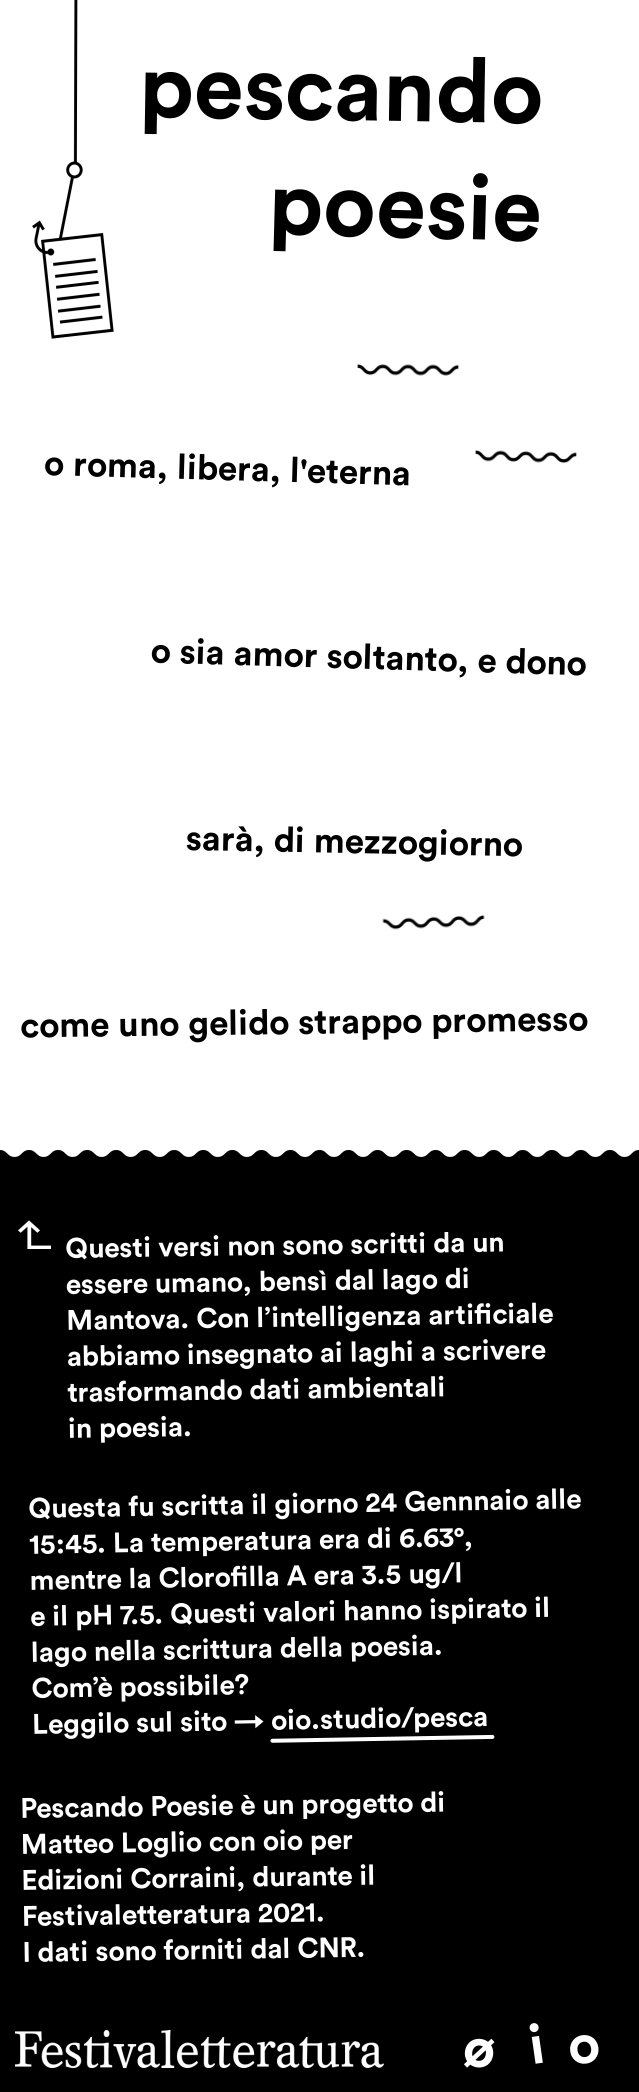 pescando
poesie
o roma, libera, l'eterna
o sia amor soltanto, e dono
sarà, di mezzogiorno
come uno gelido strappo promesso
Questi versi non sono scritti da un
essere umano, bensì dal lago di
Mantova. Con l’intelligenza artificiale
abbiamo insegnato ai laghi a scrivere
trasformando dati ambientali
in poesia.
Questa fu scritta il giorno 24 Gennnaio alle
15:45. La temperatura era di 6.63°,
mentre la Clorofilla A era 3.5 ug/l
e il pH 7.5. Questi valori hanno ispirato il
lago nella scrittura della poesia.
Com’è possibile?
Leggilo sul sito → oio.studio/pesca
Pescando Poesie è un progetto di
Matteo Loglio con oio per
Edizioni Corraini, durante il
Festivaletteratura 2021.
I dati sono forniti dal CNR.
Festivaletteratura ø i o